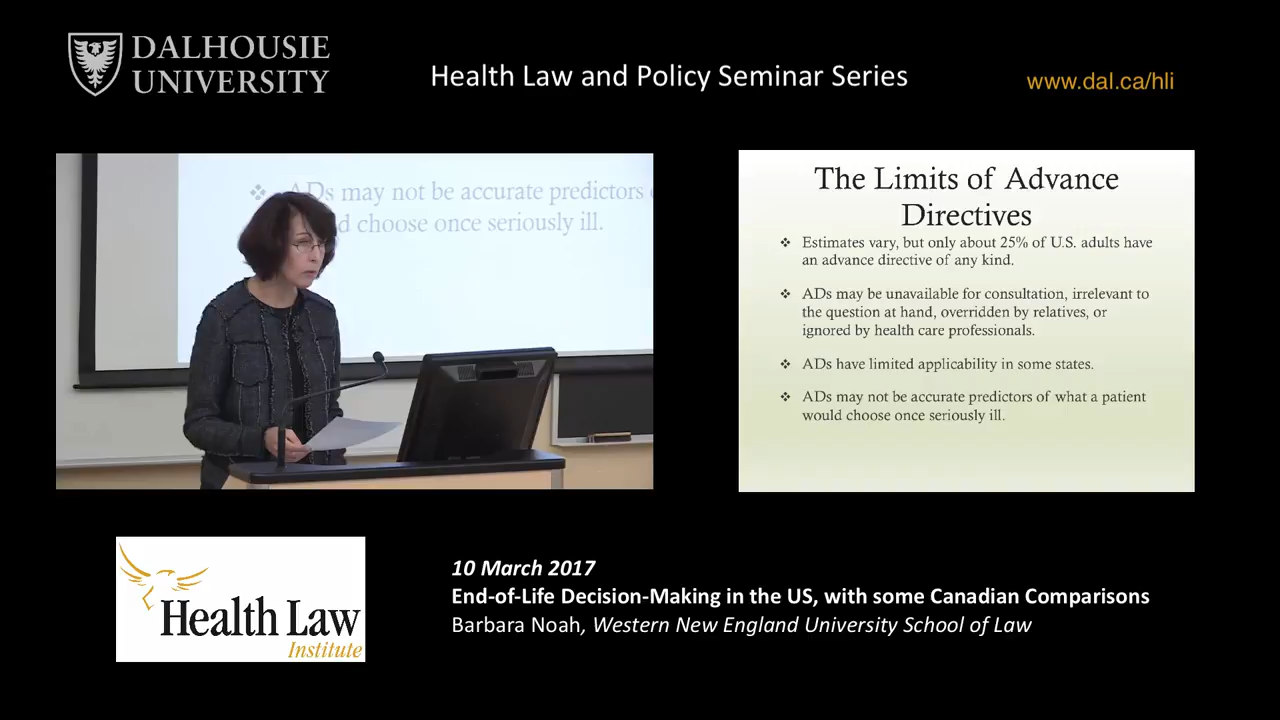 DALHOUSIE
UNIVERSITY
Health Law and Policy Seminar Series
www.dal.ca/hli
❖ ADs may not be accurate predictors
choose once seriously ill.
The Limits of Advance
Directives
❖ Estimates vary, but only about 25% of U.S. adults have
an advance directive of any kind.
❖ ADs may be unavailable for consultation, irrelevant to
the question at hand, overridden by relatives, or
ignored by health care professionals.
❖ ADs have limited applicability in some states.
❖ ADs may not be accurate predictors of what a patient
would choose once seriously ill.
Health Law
Institute
10 March 2017
End-of-Life Decision-Making in the US, with some Canadian Comparisons
Barbara Noah, Western New England University School of Law